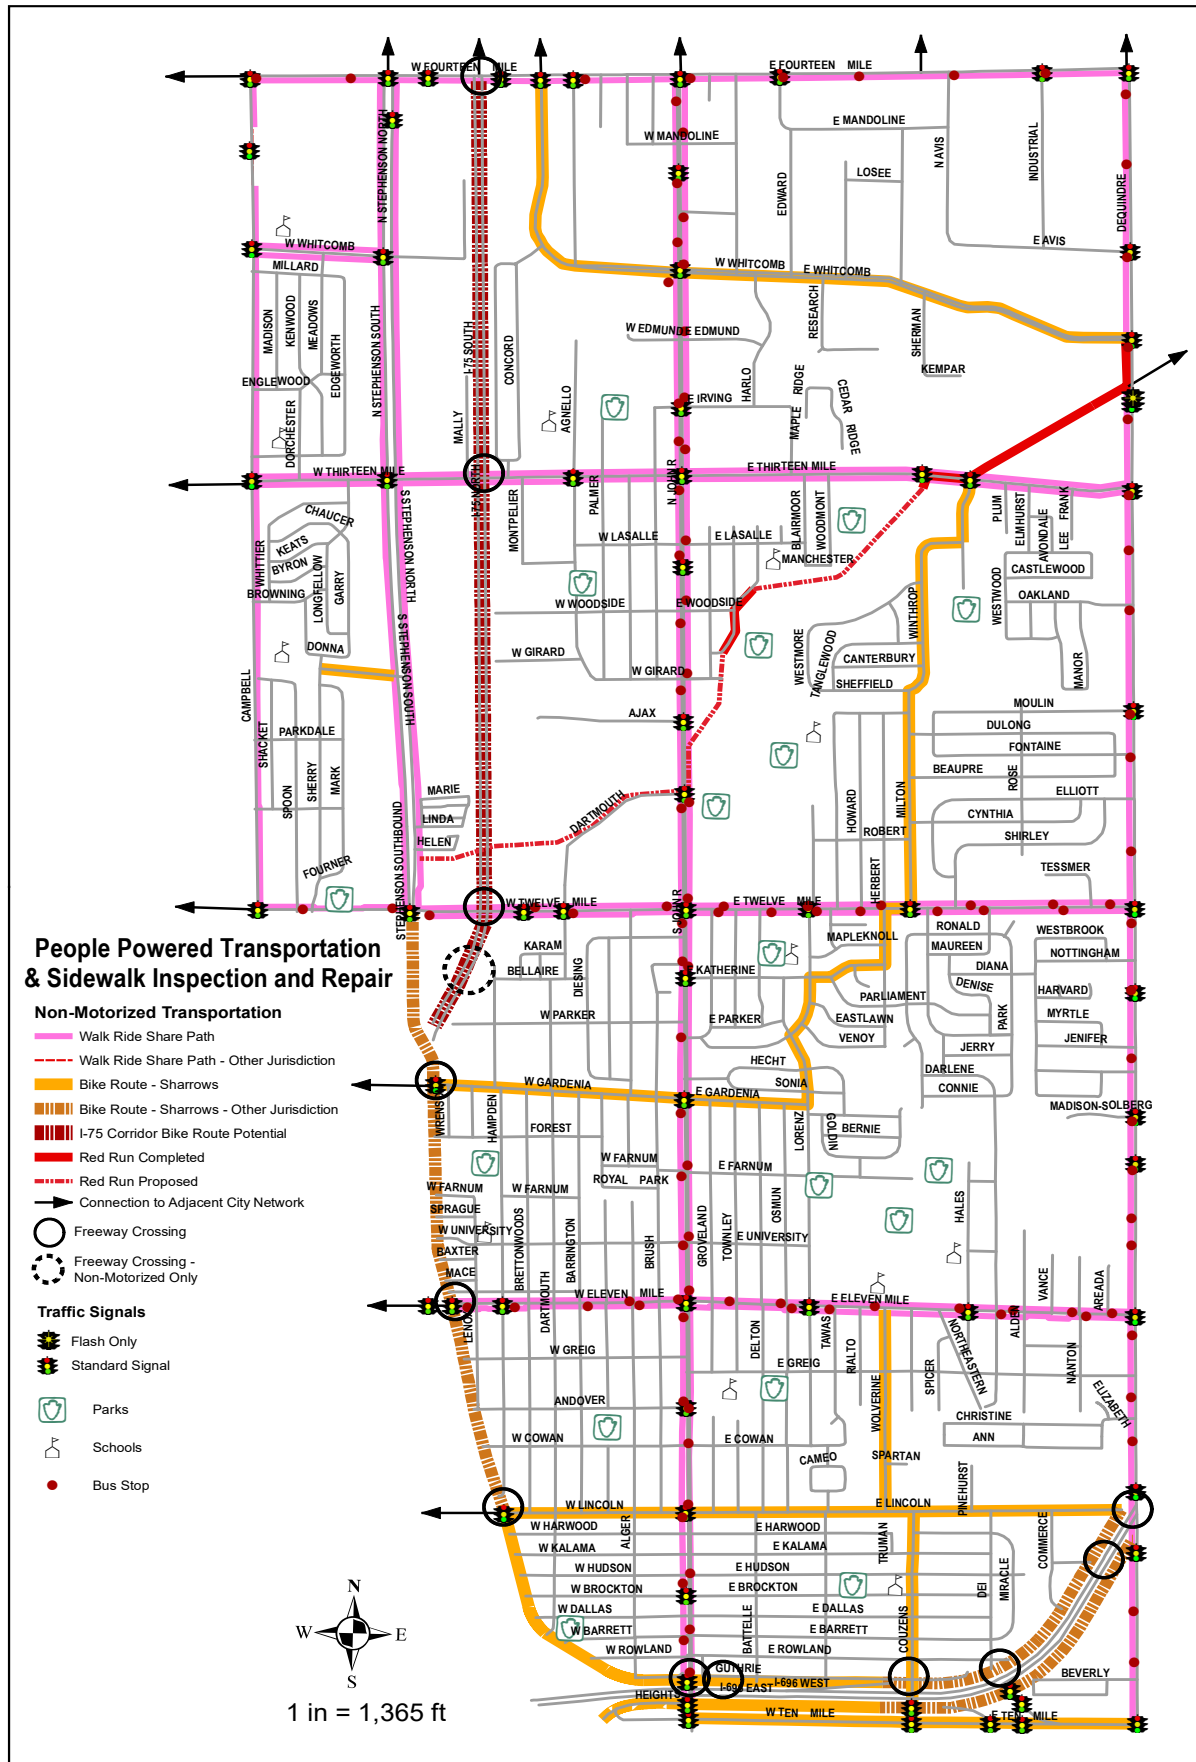 W FOURTEEN MILE
E FOURTEEN MILE
W MANDOLINE
E MANDOLINE
N AVIS
INDUSTRIAL
DEQUINDRE
EDWARD
LOSEE
N STEPHENSON NORTH
W WHITCOMB
MILLARD
E AVIS
W WHITCOMB
E WHITCOMB
MADISON
KENWOOD
MEADOWS
EDGEWORTH
N STEPHENSON SOUTH
I-75 SOUTH
CONCORD
W EDMUND
E EDMUND
RESEARCH
SHERMAN
KEMPAR
ENGLEWOOD
DORCHESTER
MALLY
AGNELLO
E IRVING
HARLO
MAPLE RIDGE
CEDAR RIDGE
W THIRTEEN MILE
E THIRTEEN MILE
I-75 NORTH
MONTPELIER
PALMER
N JOHN R
BLAIRMOOR
WOODMONT
PLUM
ELMHURST
AVONDALE
LEE
FRANK
CHAUCER
KEATS
BYRON
BROWNING
WHITTIER
LONGFELLOW
GARRY
S STEPHENSON NORTH
W LASALLE
E LASALLE
MANCHESTER
CASTLEWOOD
WESTWOOD
OAKLAND
W WOODSIDE
E WOODSIDE
WINTHROP
DONNA
W GIRARD
W GIRARD
WESTMORE
TANGLEWOOD
CANTERBURY
SHEFFIELD
MANOR
CAMPBELL
S STEPHENSON SOUTH
AJAX
MOULIN
DULONG
FONTAINE
SHACKET
PARKDALE
SPOON
SHERRY
MARK
BEAUPRE
ROSE
MARIE
LINDA
HELEN
DARTMOUTH
HOWARD
MILTON
ELLIOTT
CYNTHIA
ROBERT
SHIRLEY
FOURNER
STEPHENSON SOUTHBOUND
HERBERT
TESSMER
W TWELVE MILE
E TWELVE MILE
S JOHN R
RONALD
WESTBROOK
MAPLEKNOLL
MAUREEN
NOTTINGHAM
KARAM
BELLAIRE
DIESING
E KATHERINE
DIANA
DENISE
HARVARD
PARLIAMENT
PARK
MYRTLE
W PARKER
E PARKER
EASTLAWN
VENOY
JERRY
JENIFER
HECHT
SONIA
DARLENE
CONNIE
W GARDENIA
E GARDENIA
MADISON-SOLBERG
WRENS
HAMPDEN
FOREST
LORENZ
GOLDIN
BERNIE
W FARNUM
E FARNUM
ROYAL PARK
W FARNUM
W FARNUM
SPRAGUE
W UNIVERSITY
BAXTER
MACE
BRETTONWOODS
DARTMOUTH
BARRINGTON
BRUSH
GROVELAND
TOWNLEY
OSMUN
E UNIVERSITY
HALES
VANCE
AREADA
W ELEVEN MILE
E ELEVEN MILE
ALDEN
LENOX
W GREIG
DELTON
TAWAS
RIALTO
E GREIG
SPICER
NORTHEASTERN
NANTON
ELIZABETH
ANDOVER
WOLVERINE
CHRISTINE
ANN
W COWAN
E COWAN
CAMEO
SPARTAN
PINEHURST
W LINCOLN
E LINCOLN
W HARWOOD
ALGER
E HARWOOD
TRUMAN
COMMERCE
W KALAMA
E KALAMA
W HUDSON
E HUDSON
DEI
MIRACLE
W BROCKTON
E BROCKTON
W DALLAS
E DALLAS
COUZENS
W BARRETT
BATTELLE
E BARRETT
W ROWLAND
E ROWLAND
GUTHRIE
BEVERLY
I-696 EAST
I-696 WEST
HEIGHTS
W TEN MILE
E TEN MILE
People Powered Transportation
& Sidewalk Inspection and Repair
Non-Motorized Transportation
Walk Ride Share Path
Walk Ride Share Path - Other Jurisdiction
Bike Route - Sharrows
Bike Route - Sharrows - Other Jurisdiction
I-75 Corridor Bike Route Potential
Red Run Completed
Red Run Proposed
Connection to Adjacent City Network
Freeway Crossing
Freeway Crossing -
Non-Motorized Only
Traffic Signals
Flash Only
Standard Signal
Parks
Schools
Bus Stop
N
W
E
S
1 in = 1,365 ft